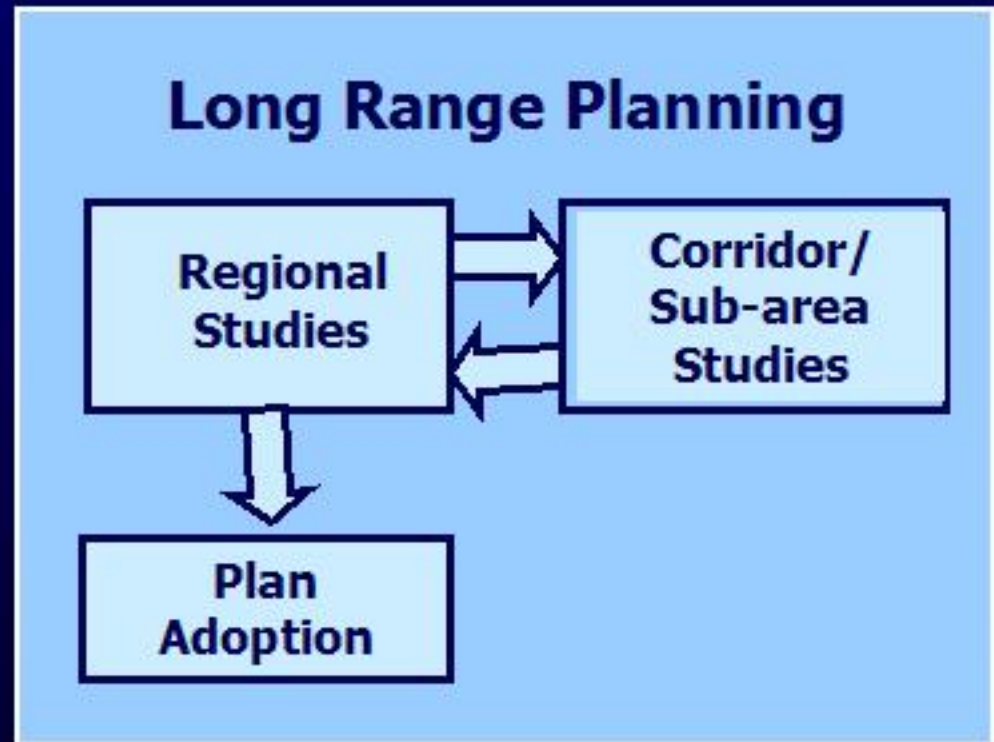 Long Range Planning
Regional
Studies
Corridor/
Sub-area
Studies
Plan
Adoption